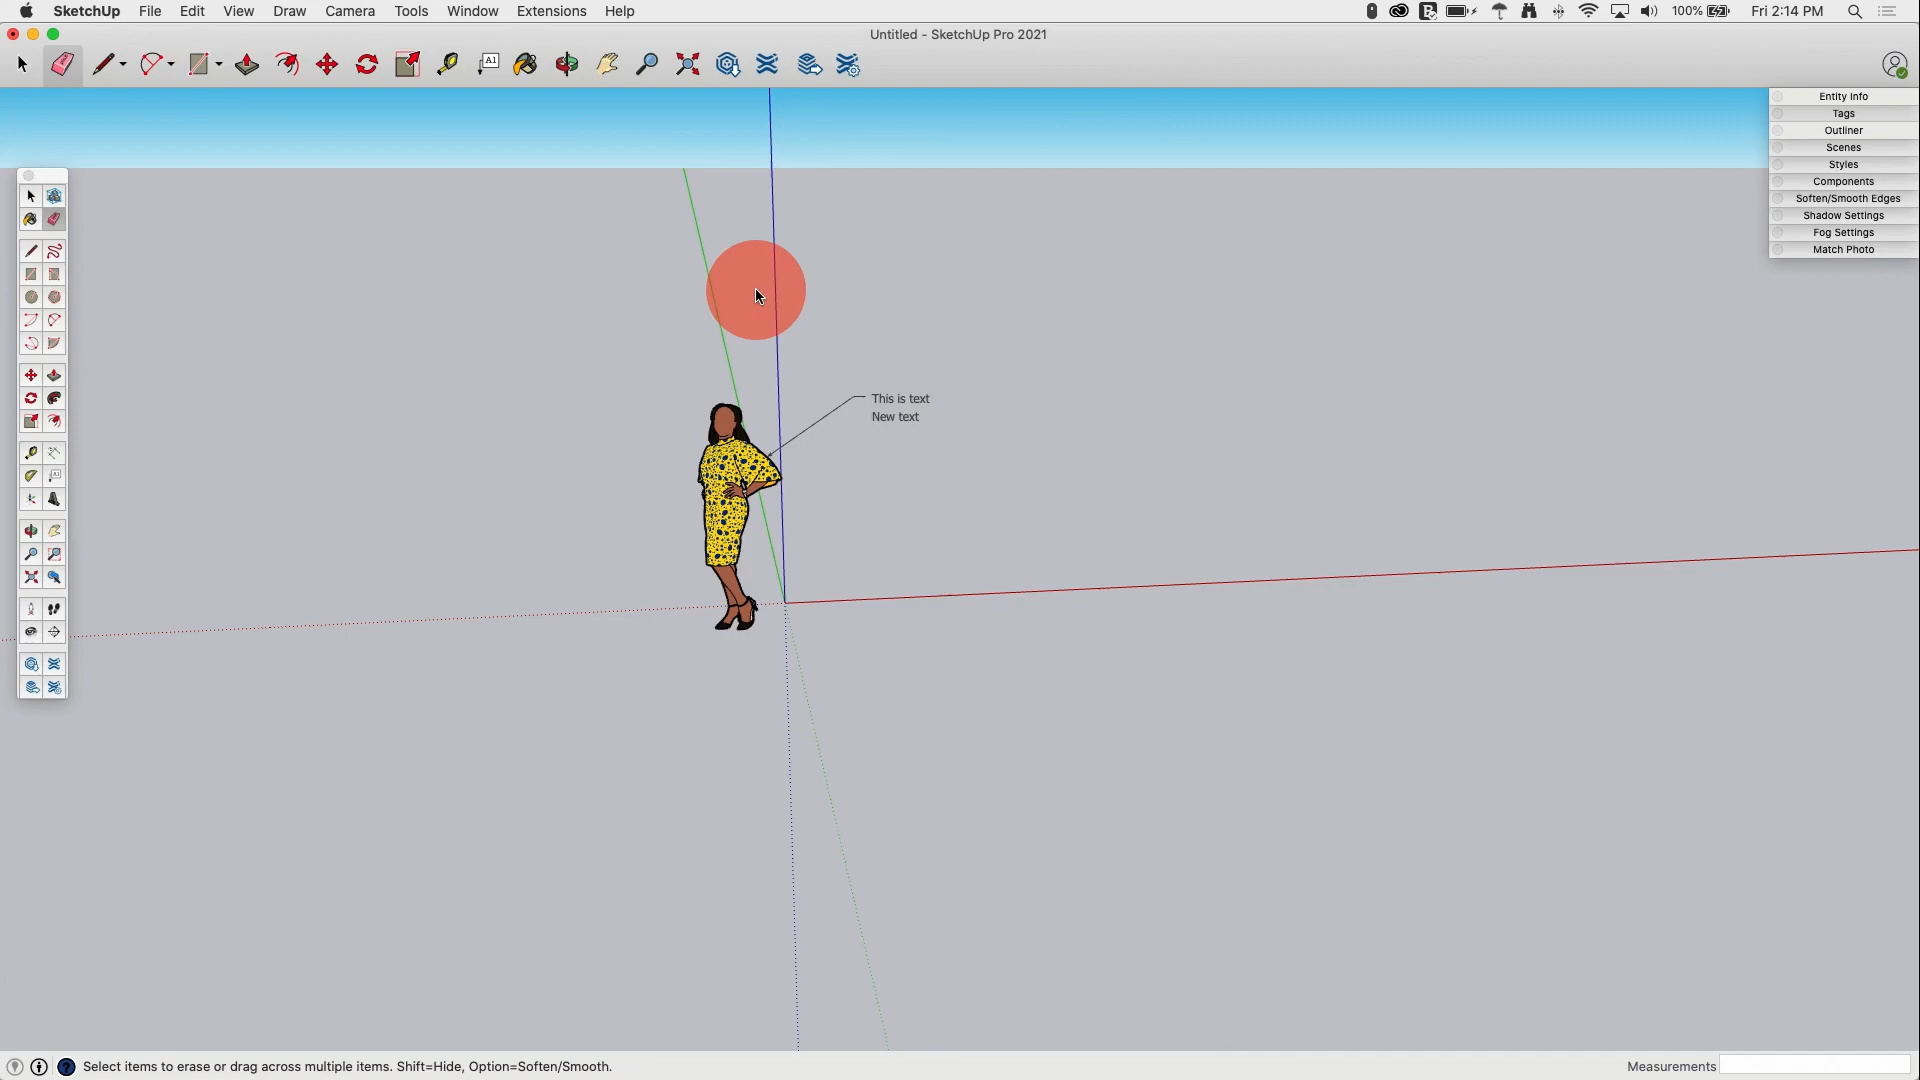 SketchUp File Edit View Draw Camera Tools Window Extensions Help 100% Fri 2:14 PM
Untitled - SketchUp Pro 2021
A1
Entity Info
Tags
Outliner
Scenes
Styles
Components
Soften/Smooth Edges
Shadow Settings
Fog Settings
Match Photo
This is text
New text
Select items to erase or drag across multiple items. Shift=Hide, Option=Soften/Smooth.
Measurements